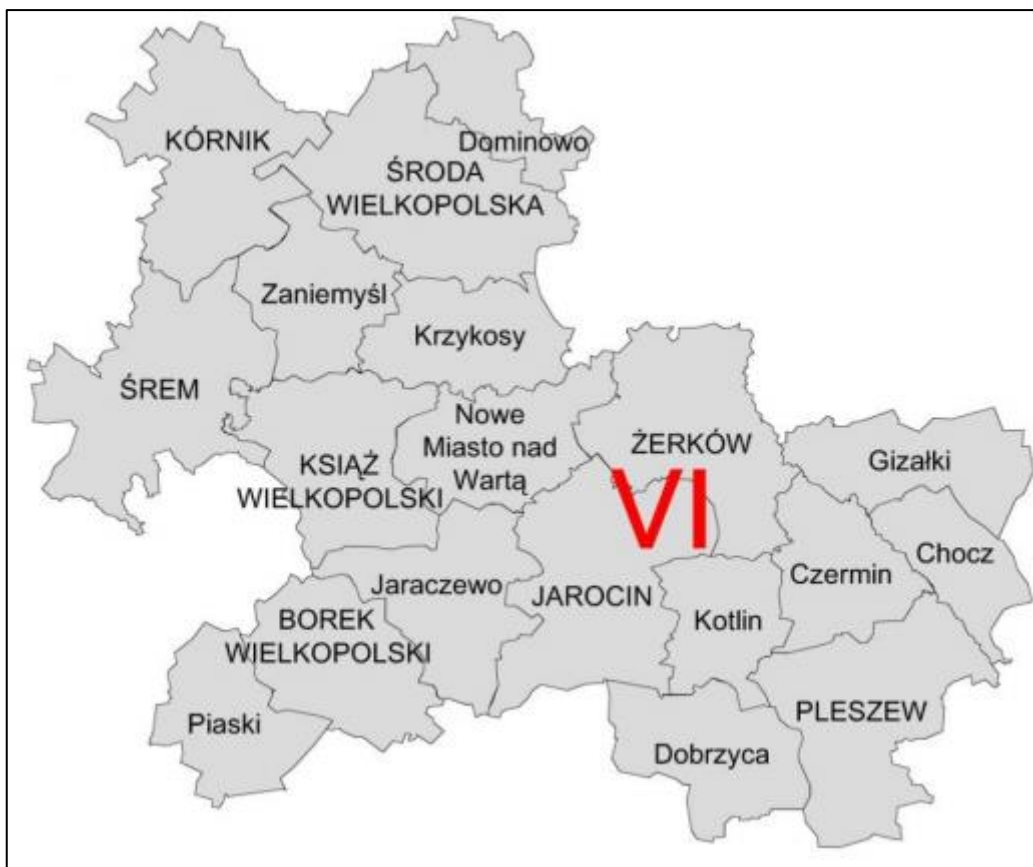 KÓRNIK
Dominowo
ŚRODA
WIELKOPOLSKA
Zaniemyśl
Krzykosy
ŚREM
Nowe
Miasto nad
Wartą
ŻERKÓW
Gizałki
KSIĄŻ
WIELKOPOLSKI
VI
Chocz
Czermin
Jaraczewo
JAROCIN
Kotlin
BOREK
WIELKOPOLSKI
Piaski
PLESZEW
Dobrzyca